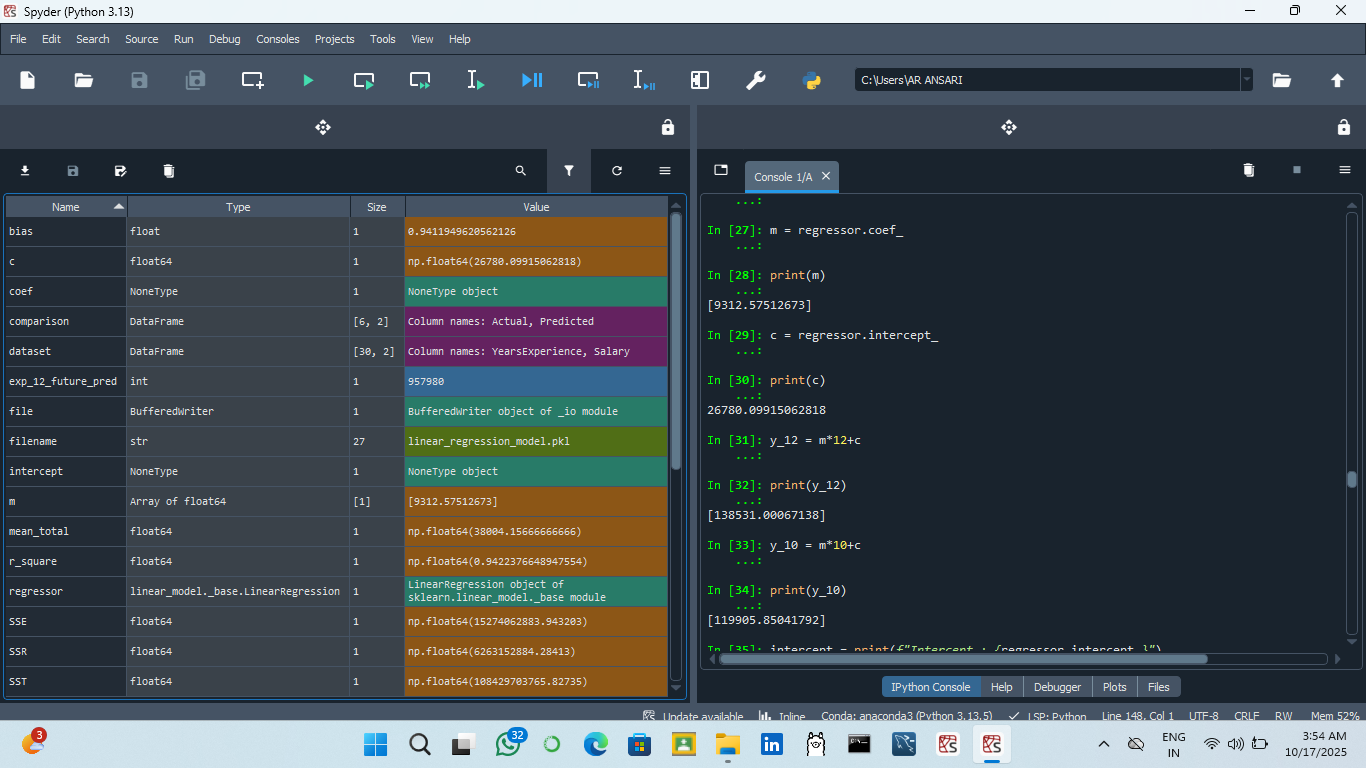 Spyder (Python 3.13)
File Edit Search Source Run Debug Consoles Projects Tools View Help
C:\Users\AR ANSARI
Console 1/A
Name Type Size Value
bias float 1 0.9411949620562126
c float64 1 np.float64(26780.09915062818)
coef NoneType 1 NoneType object
comparison DataFrame [6, 2] Column names: Actual, Predicted
dataset DataFrame [30, 2] Column names: YearsExperience, Salary
exp_12_future_pred int 1 957980
file BufferedWriter 1 BufferedWriter object of _io module
filename str 27 linear_regression_model.pkl
intercept NoneType 1 NoneType object
m Array of float64 [1] [9312.57512673]
mean_total float64 1 np.float64(38004.15666666666)
r_square float64 1 np.float64(0.9422376648947554)
regressor linear_model._base.LinearRegression 1 LinearRegression object of
sklearn.linear_model._base module
SSE float64 1 np.float64(15274062883.943203)
SSR float64 1 np.float64(6263152884.28413)
SST float64 1 np.float64(108429703765.82735)
...:
In [27]: m = regressor.coef_
...:
In [28]: print(m)
...:
[9312.57512673]
In [29]: c = regressor.intercept_
...:
In [30]: print(c)
...:
26780.09915062818
In [31]: y_12 = m*12+c
...:
In [32]: print(y_12)
...:
[138531.00067138]
In [33]: y_10 = m*10+c
...:
In [34]: print(y_10)
...:
[119905.85041792]
In [35]: intercept = print(f"Intercept : {regressor.intercept_}")
IPython Console Help Debugger Plots Files
Update available Inline Conda: anaconda3 (Python 3.13.5) LSP: Python Line 148, Col 1 UTF-8 CRLF RW Mem 52%
3
32
ENG
IN
3:54 AM
10/17/2025